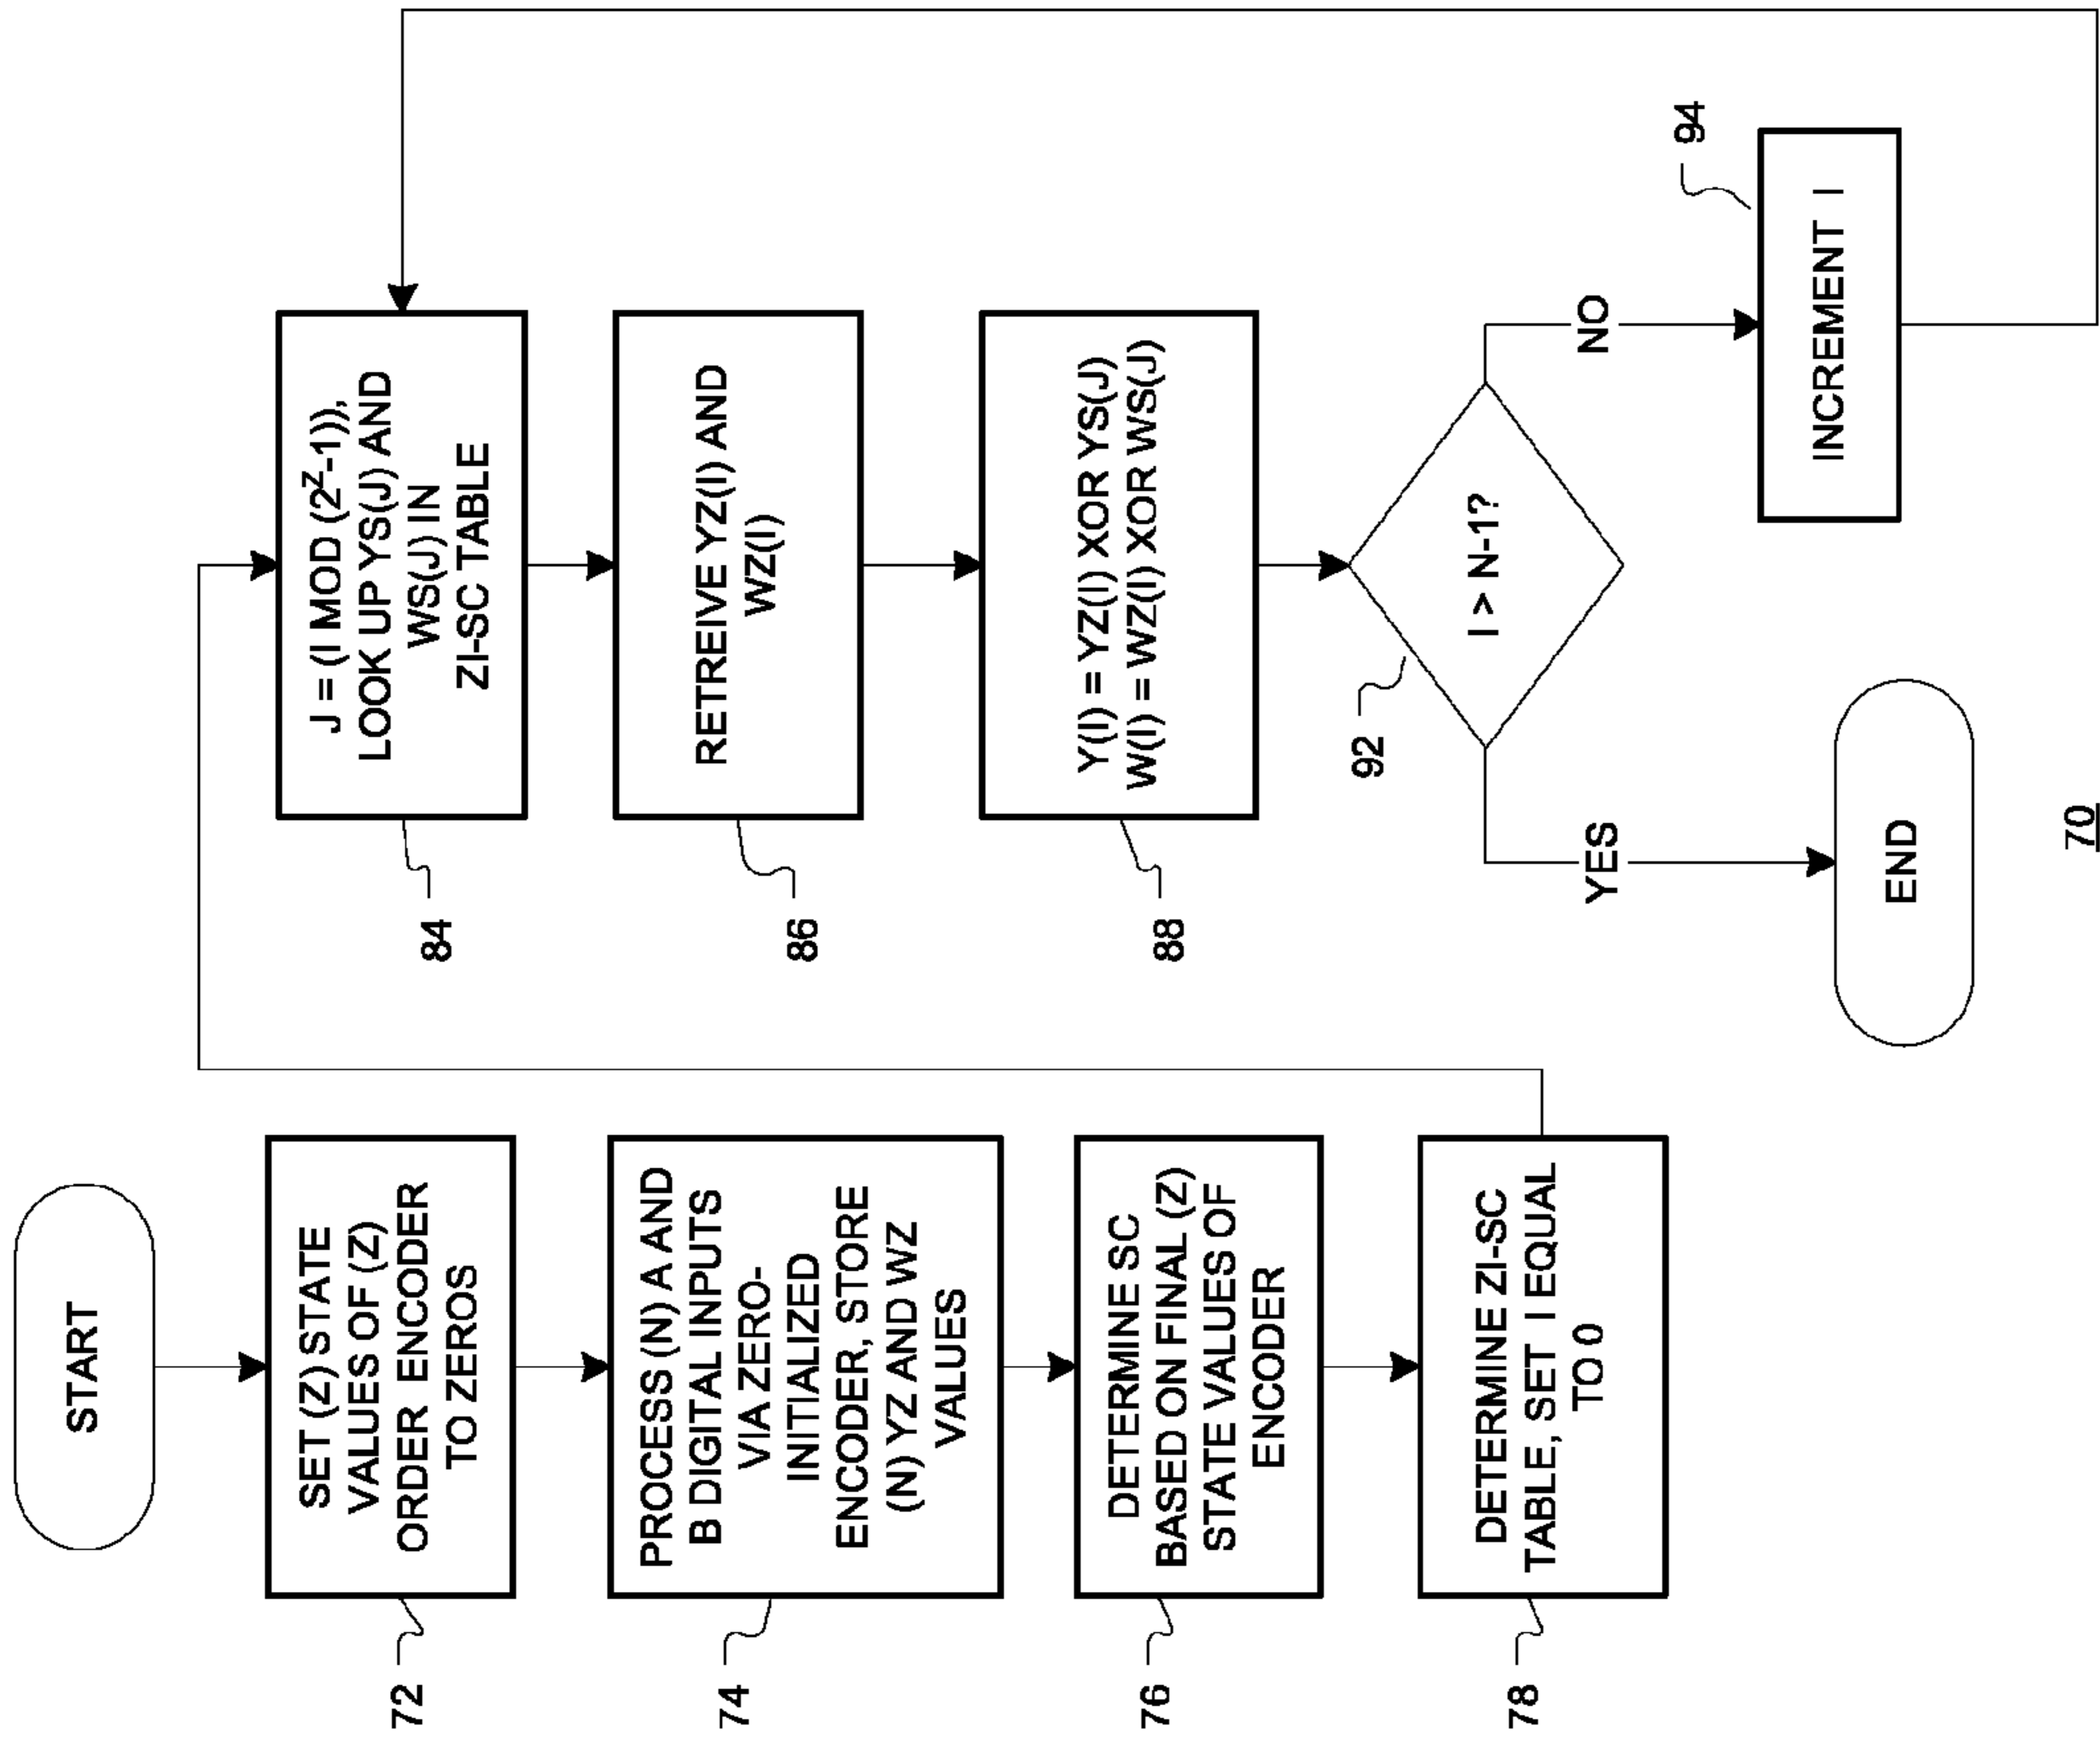 START
SET (Z) STATE
VALUES OF (Z)
ORDER ENCODER
TO ZEROS
72
PROCESS (N) A AND
B DIGITAL INPUTS
VIA ZERO-
INITIALIZED
ENCODER, STORE
(N) YZ AND WZ
VALUES
74
DETERMINE SC
BASED ON FINAL (Z)
STATE VALUES OF
ENCODER
76
DETERMINE ZI-SC
TABLE, SET I EQUAL
TO 0
78
J = (I MOD (2^Z-1)),
LOOK UP YS(J) AND
WS(J) IN
ZI-SC TABLE
84
RETREIVE YZ(I) AND
WZ(I)
86
Y(I) = YZ(I) XOR YS(J)
W(I) = WZ(I) XOR WS(J)
88
I > N-1?
92
NO
YES
INCREMENT I
94
END
70